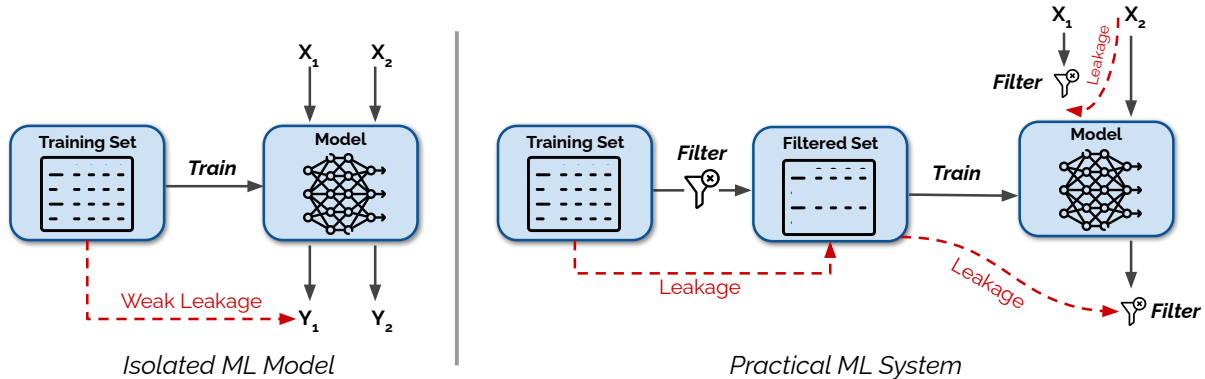 X₁ X₂
Training Set
Train
Model
Weak Leakage
Y₁ Y₂
Isolated ML Model
X₁ X₂
Leakage
Filter
Training Set
Filter
Filtered Set
Train
Model
Leakage
Leakage
Filter
Practical ML System